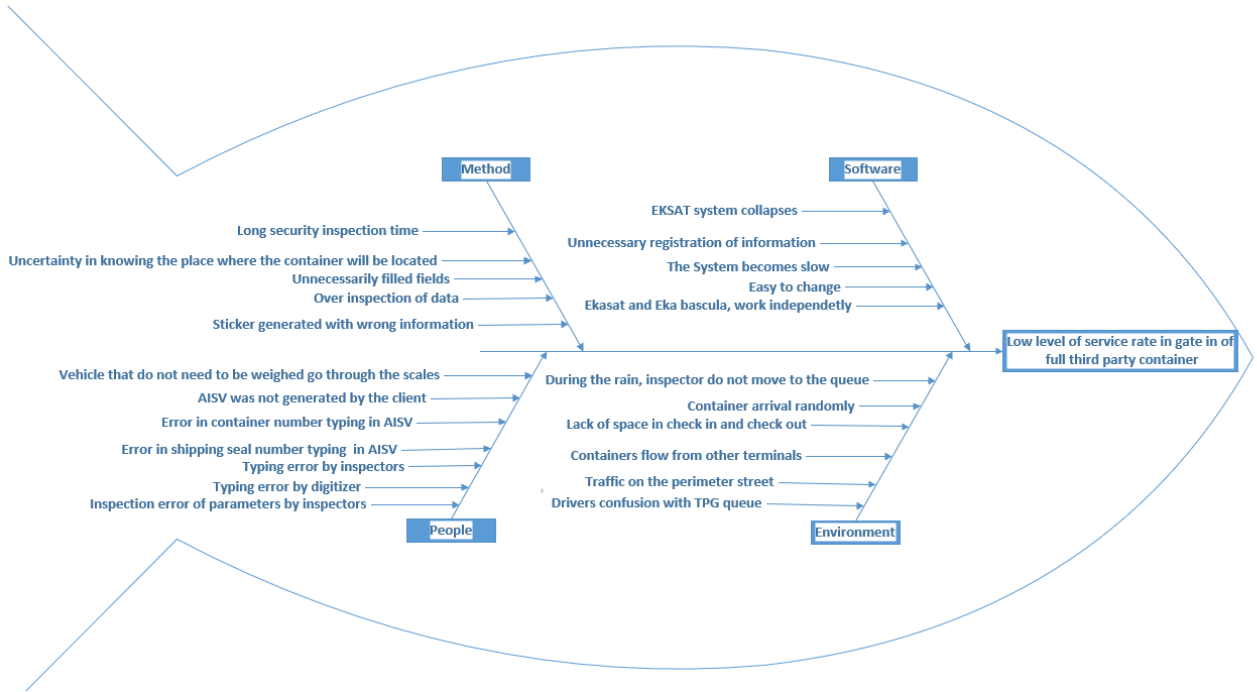 Method
Long security inspection time
Uncertainty in knowing the place where the container will be located
Unnecessarily filled fields
Over inspection of data
Sticker generated with wrong information
Software
EKSAT system collapses
Unnecessary registration of information
The System becomes slow
Easy to change
Ekasat and Eka bascula, work independetly
Low level of service rate in gate in of
full third party container
Vehicle that do not need to be weighed go through the scales
AISV was not generated by the client
Error in container number typing in AISV
Error in shipping seal number typing in AISV
Typing error by inspectors
Typing error by digitizer
Inspection error of parameters by inspectors
People
During the rain, inspector do not move to the queue
Container arrival randomly
Lack of space in check in and check out
Containers flow from other terminals
Traffic on the perimeter street
Drivers confusion with TPG queue
Environment